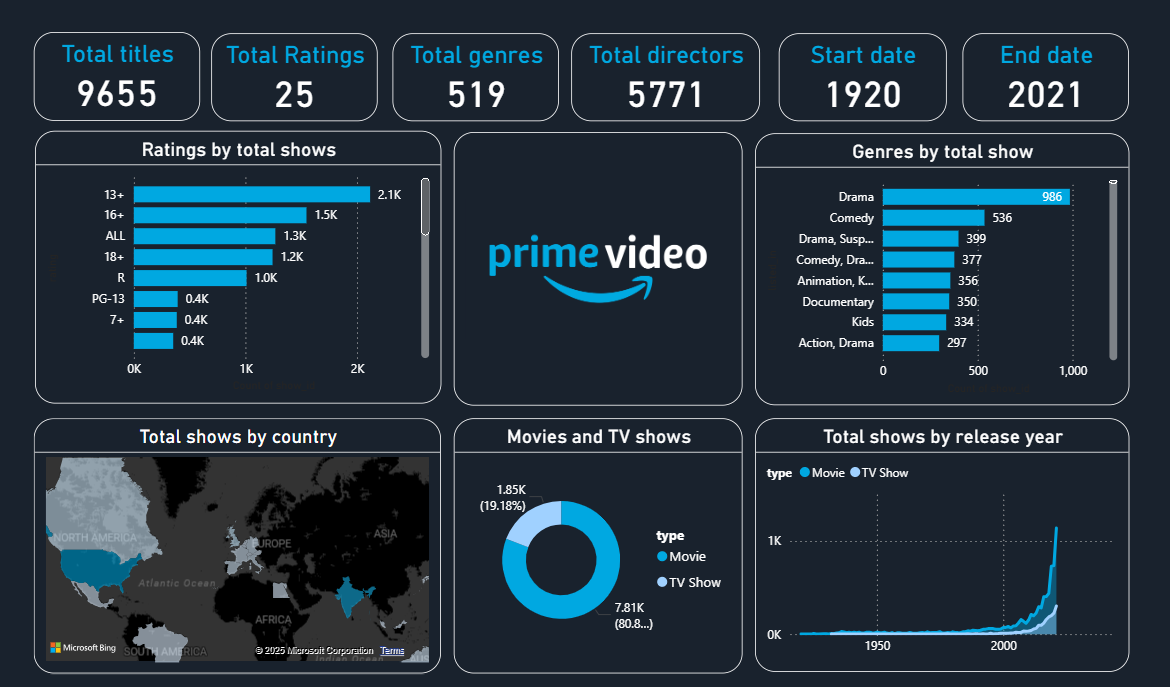 Total titles
9655
Total Ratings
25
Total genres
519
Total directors
5771
Start date
1920
End date
2021
Ratings by total shows
13+ 2.1K
16+ 1.5K
ALL 1.3K
18+ 1.2K
R 1.0K
PG-13 0.4K
7+ 0.4K
0.4K
0K 1K 2K
prime video
Genres by total show
Drama 986
Comedy 536
Drama, Susp... 399
Comedy, Dra... 377
Animation, K... 356
Documentary 350
Kids 334
Action, Drama 297
0 500 1,000
Total shows by country
NORTH AMERICA
EUROPE
ASIA
Atlantic Ocean
AFRICA
SOUTH AMERICA
Indian Ocean
Microsoft Bing
© 2025 Microsoft Corporation Terms
Movies and TV shows
1.85K
(19.18%)
type
Movie
TV Show
7.81K
(80.8...)
Total shows by release year
type Movie TV Show
1K
0K
1950 2000